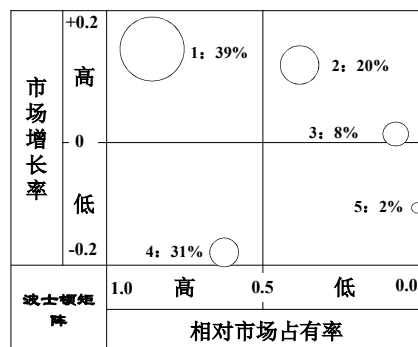 +0.2
1：39%
高
2：20%
市场增长率
3：8%
0
低
5：2%
4：31%
-0.2
1.0
高
0.5
低
0.0
波士顿矩
阵
相对市场占有率